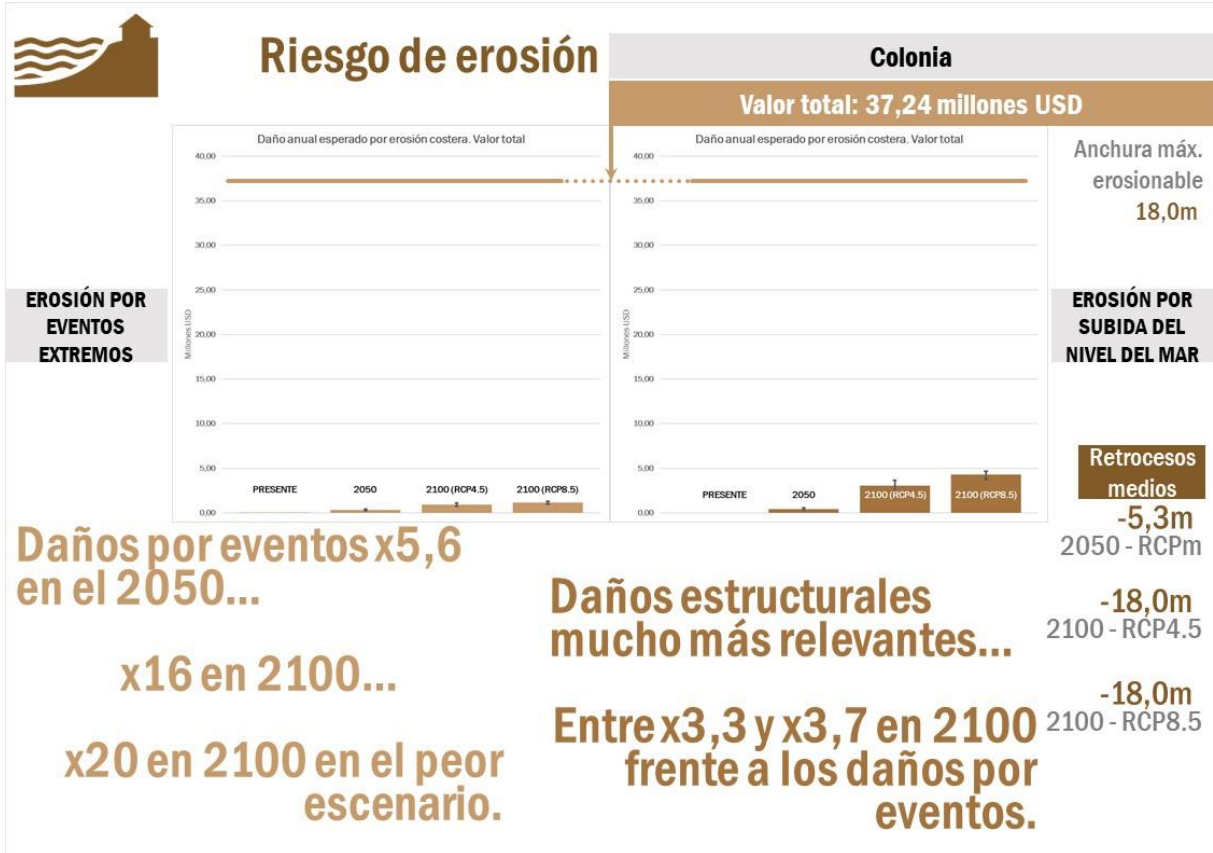 Riesgo de erosión
Colonia
Valor total: 37,24 millones USD
Daño anual esperado por erosión costera. Valor total
40,00
35,00
30,00
25,00
20,00
15,00
10,00
5,00
0,00
Millones USD
PRESENTE
2050
2100 (RCP4.5)
2100 (RCP8.5)
Daño anual esperado por erosión costera. Valor total
40,00
35,00
30,00
25,00
20,00
15,00
10,00
5,00
0,00
Millones USD
PRESENTE
2050
2100 (RCP4.5)
2100 (RCP8.5)
Anchura máx.
erosionable
18,0m
EROSIÓN POR
EVENTOS
EXTREMOS
EROSIÓN POR
SUBIDA DEL
NIVEL DEL MAR
Retrocesos
medios
-5,3m
2050 - RCPm
-18,0m
2100 - RCP4.5
-18,0m
2100 - RCP8.5
Daños por eventos x5,6
en el 2050...
x16 en 2100...
x20 en 2100 en el peor
escenario.
Daños estructurales
mucho más relevantes...
Entre x3,3 y x3,7 en 2100
frente a los daños por
eventos.